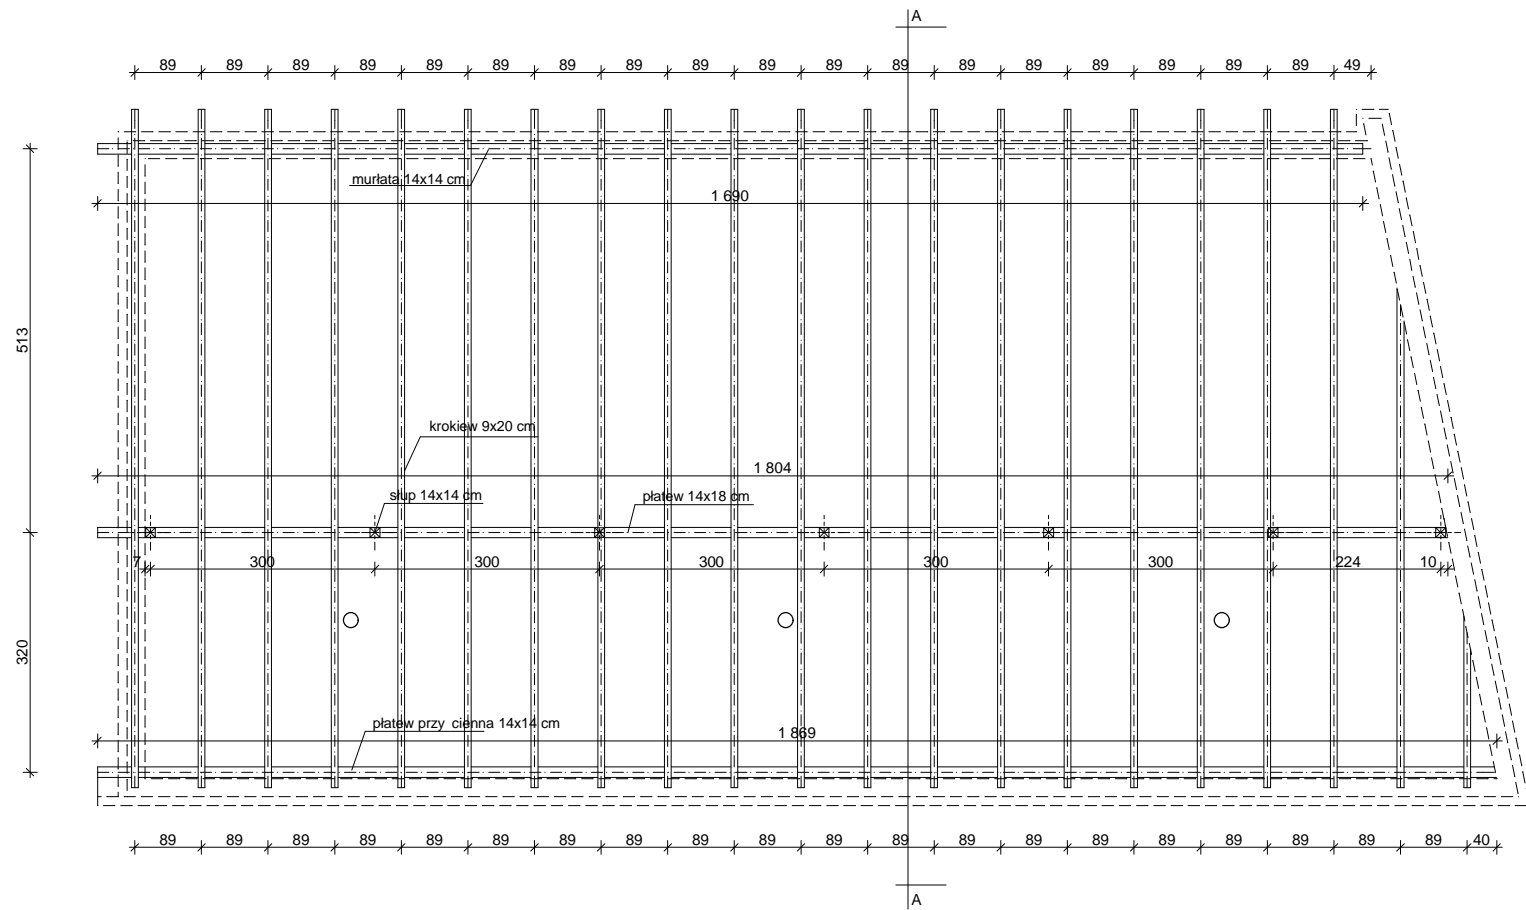 A
89 89 89 89 89 89 89 89 89 89 89 89 89 89 89 89 89 89 49
murłata 14x14 cm
1 690
513
krokiew 9x20 cm
1 804
słup 14x14 cm
płatew 14x18 cm
7 300 300 300 300 300 224 10
320
płatew przy cienna 14x14 cm
1 869
89 89 89 89 89 89 89 89 89 89 89 89 89 89 89 89 89 89 89 89 40
A